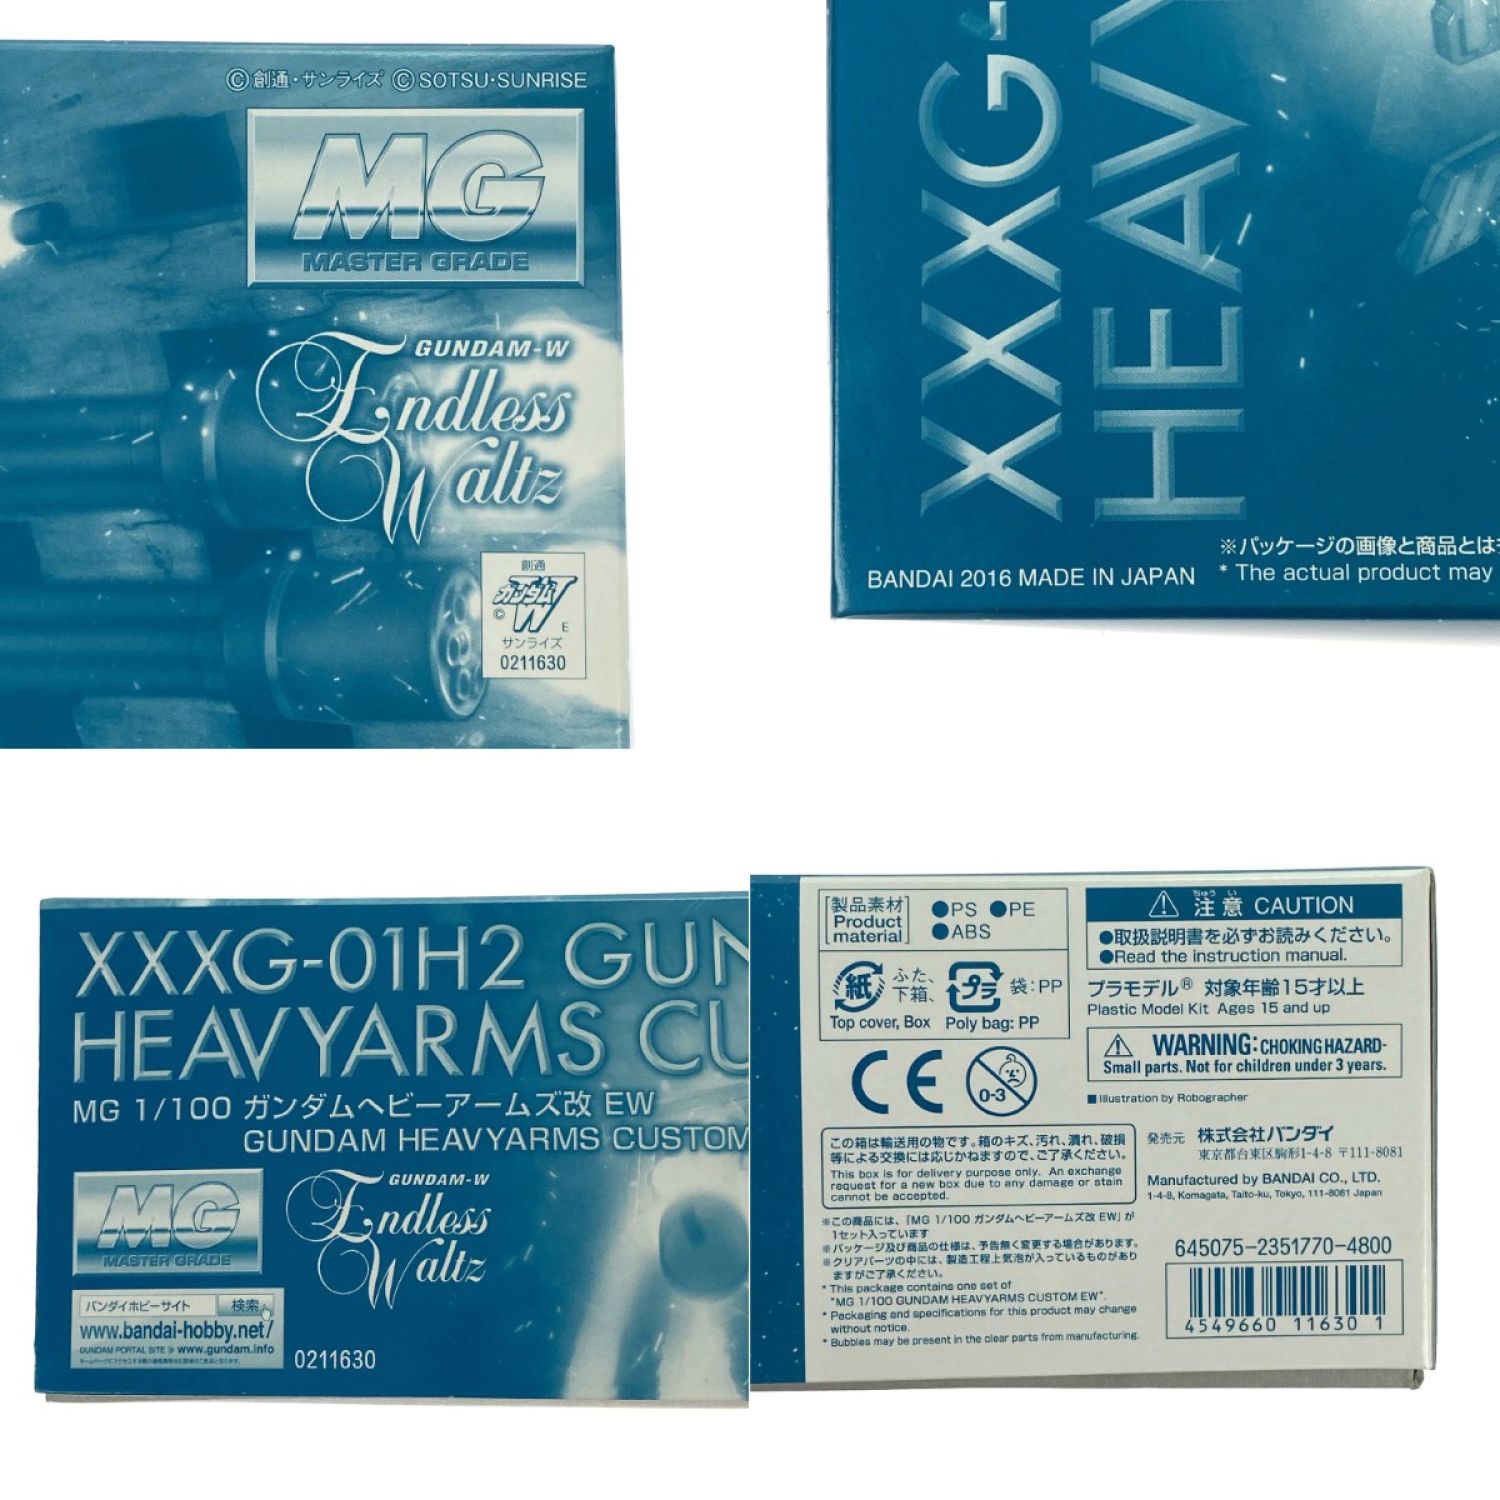 ©創通・サンライズ ©SOTSU・SUNRISE
MG
MASTER GRADE
GUNDAM-W
Endless
Waltz
創通
ガンダム
W
©
E
サンライズ
0211630
XXXG-
HEAV
※パッケージの画像と商品とは
BANDAI 2016 MADE IN JAPAN
* The actual product may
XXXG-01H2 GUN
HEAVYARMS CU
MG 1/100 ガンダムヘビーアームズ改 EW
GUNDAM HEAVYARMS CUSTOM
MG
MASTER GRADE
GUNDAM-W
Endless
Waltz
バンダイホビーサイト 検索
www.bandai-hobby.net/
GUNDAM PORTAL SITE www.gundam.info
0211630
[製品素材 Product material]
●PS ●PE
●ABS
紙 ふた、下箱、
Top cover, Box
プラ 袋:PP
Poly bag: PP
CE
0-3
注意 CAUTION
ちゅう い
●取扱説明書を必ずお読みください。
●Read the instruction manual.
プラモデル® 対象年齢15才以上
Plastic Model Kit Ages 15 and up
WARNING: CHOKING HAZARD-
Small parts. Not for children under 3 years.
■Illustration by Robographer
この箱は輸送用の物です。箱のキズ、汚れ、潰れ、破損
等による交換には応じかねますので、ご了承ください。
This box is for delivery purpose only. An exchange
request for a new box due to any damage or stain
cannot be accepted.
発売元 株式会社バンダイ
東京都台東区駒形1-4-8 〒111-8081
Manufactured by BANDAI CO., LTD.
1-4-8, Komagata, Taito-ku, Tokyo, 111-8081 Japan
※この商品には、「MG 1/100 ガンダムヘビーアームズ改 EW」が
1セット入っています
※パッケージ及び商品の仕様は、予告無く変更する場合があります。
※クリアパーツの中には、製造工程上気泡が入っているものがあり
ますがご了承ください。
* This package contains one set of
"MG 1/100 GUNDAM HEAVYARMS CUSTOM EW".
* Packaging and specifications for this product may change
without notice.
* Bubbles may be present in the clear parts from manufacturing.
645075-2351770-4800
4549660 11630 1